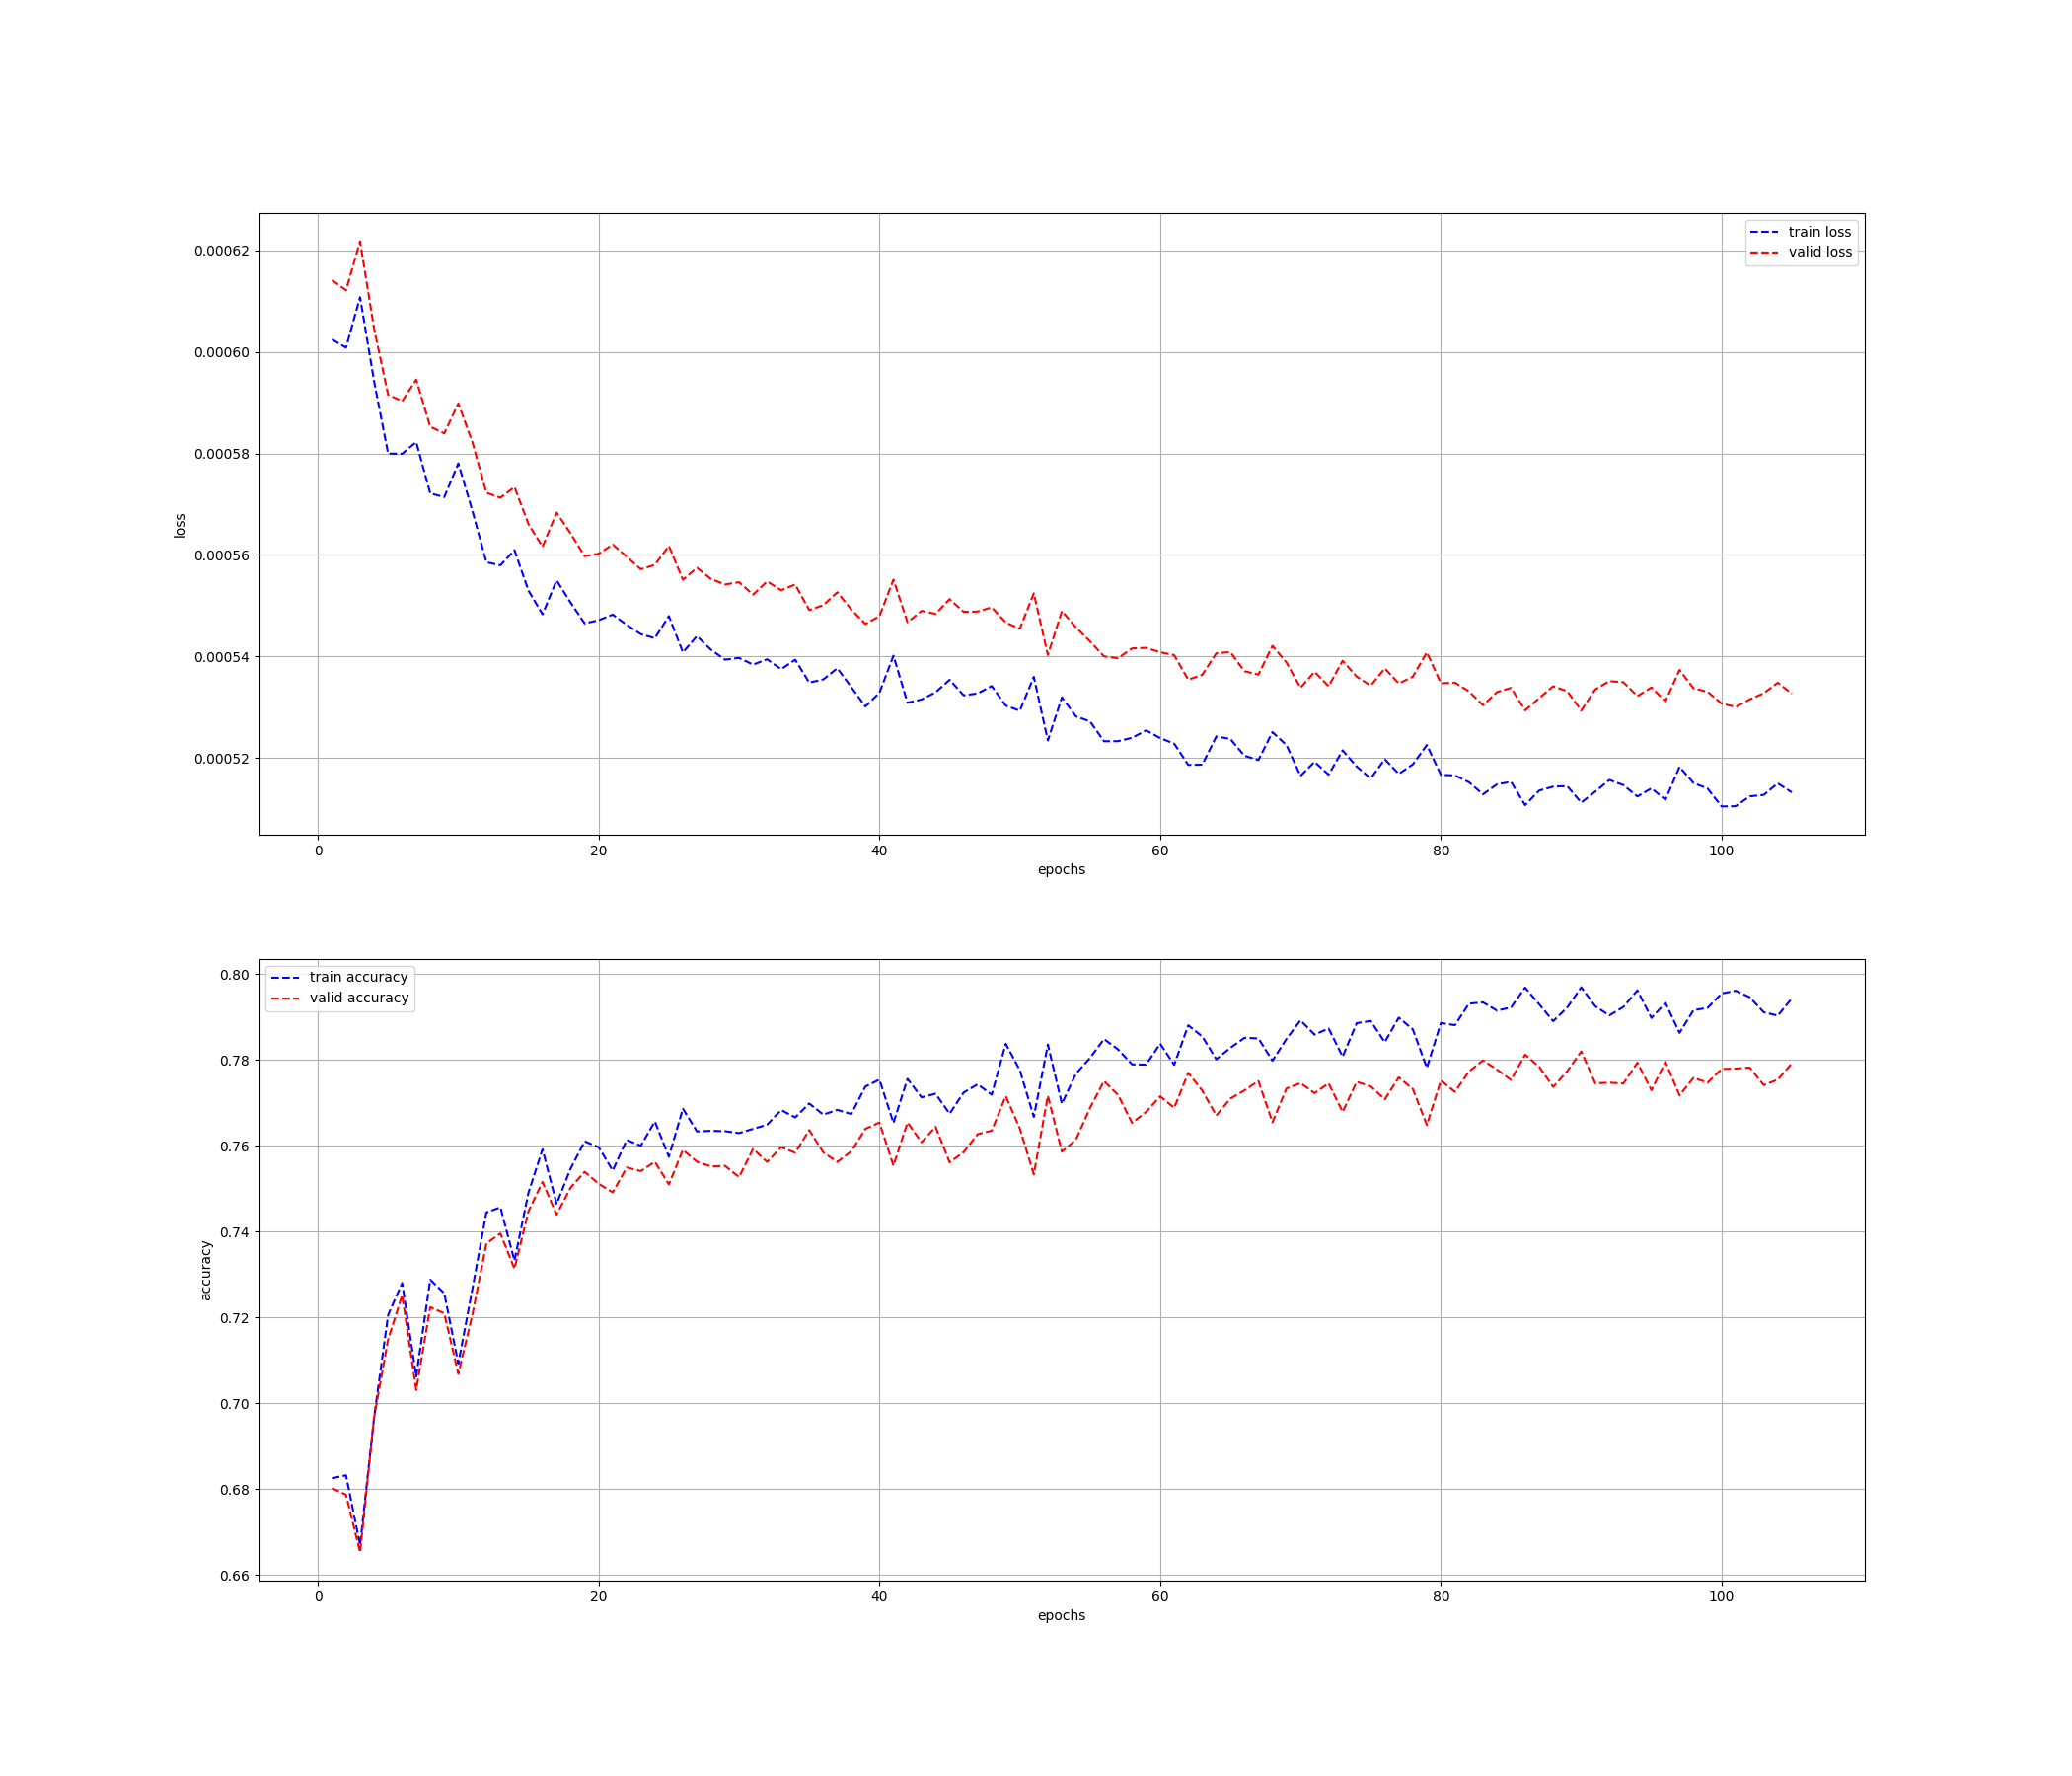 train loss
valid loss
0.00062
0.00060
0.00058
0.00056
0.00054
0.00052
loss
0 20 40 60 80 100
epochs
train accuracy
valid accuracy
0.80
0.78
0.76
0.74
0.72
0.70
0.68
0.66
accuracy
0 20 40 60 80 100
epochs